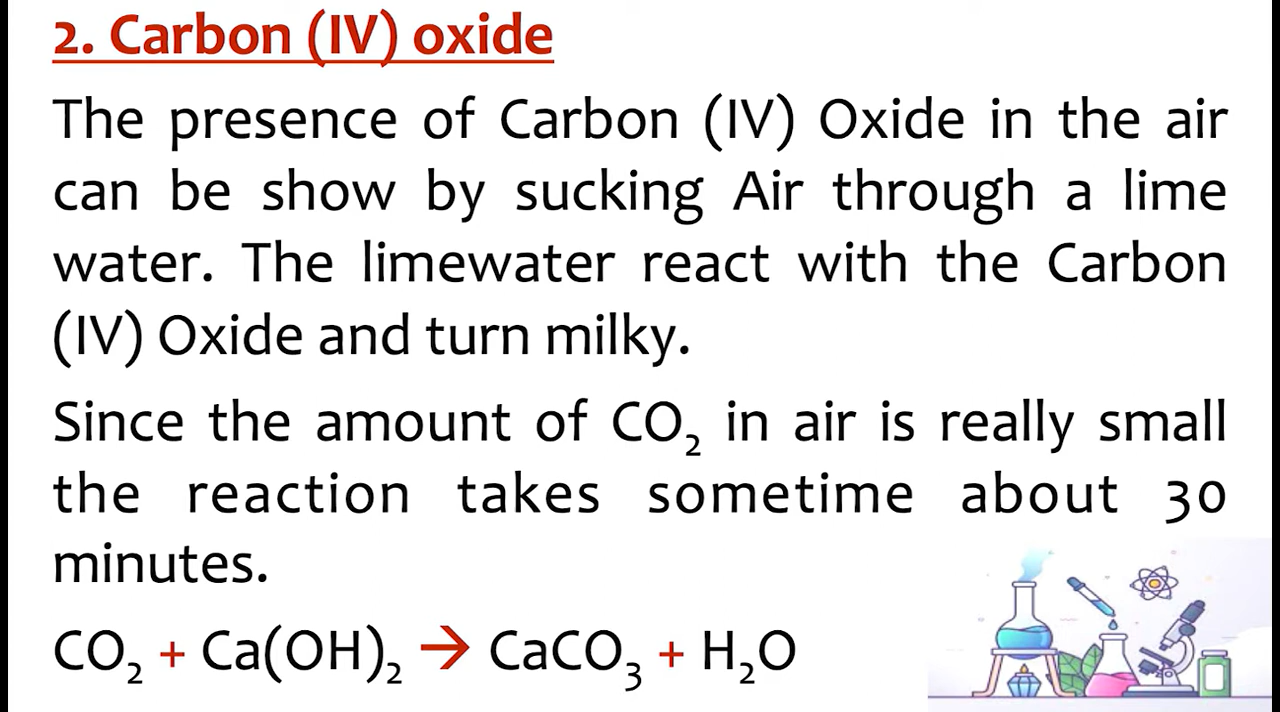 2. Carbon (IV) oxide
The presence of Carbon (IV) Oxide in the air
can be show by sucking Air through a lime
water. The limewater react with the Carbon
(IV) Oxide and turn milky.
Since the amount of CO₂ in air is really small
the reaction takes sometime about 30
minutes.
CO₂ + Ca(OH)₂ → CaCO₃ + H₂O